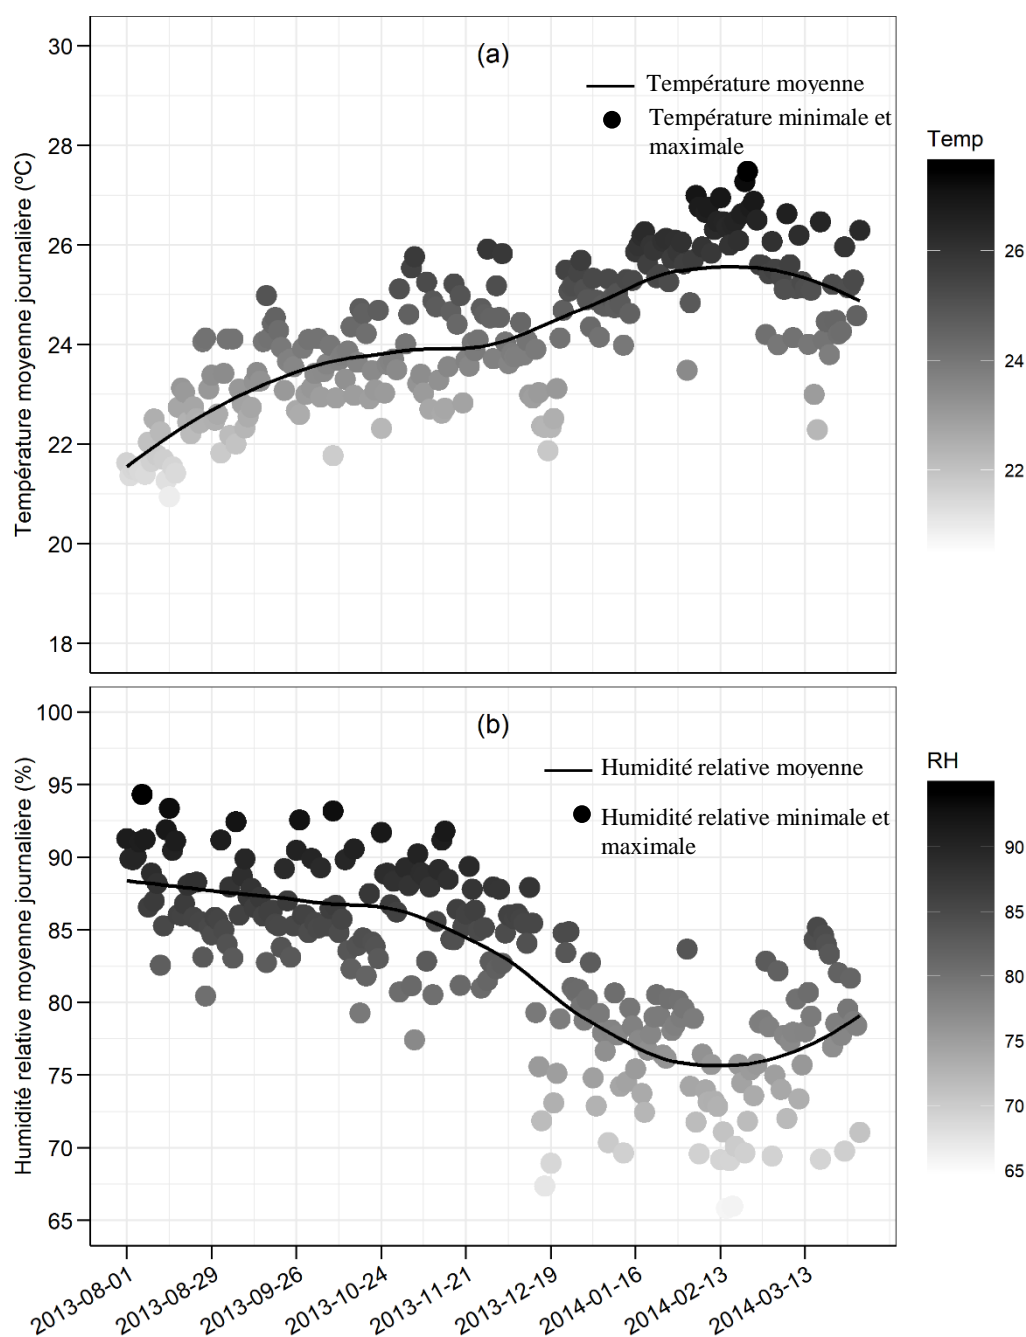 (a)
Température moyenne
Température minimale et
maximale
Température moyenne journalière (ºC)
30
28
26
24
22
20
18
Temp
26
24
22
(b)
Humidité relative moyenne
Humidité relative minimale et
maximale
Humidité relative moyenne journalière (%)
100
95
90
85
80
75
70
65
RH
90
85
80
75
70
65
2013-08-01
2013-08-29
2013-09-26
2013-10-24
2013-11-21
2013-12-19
2014-01-16
2014-02-13
2014-03-13